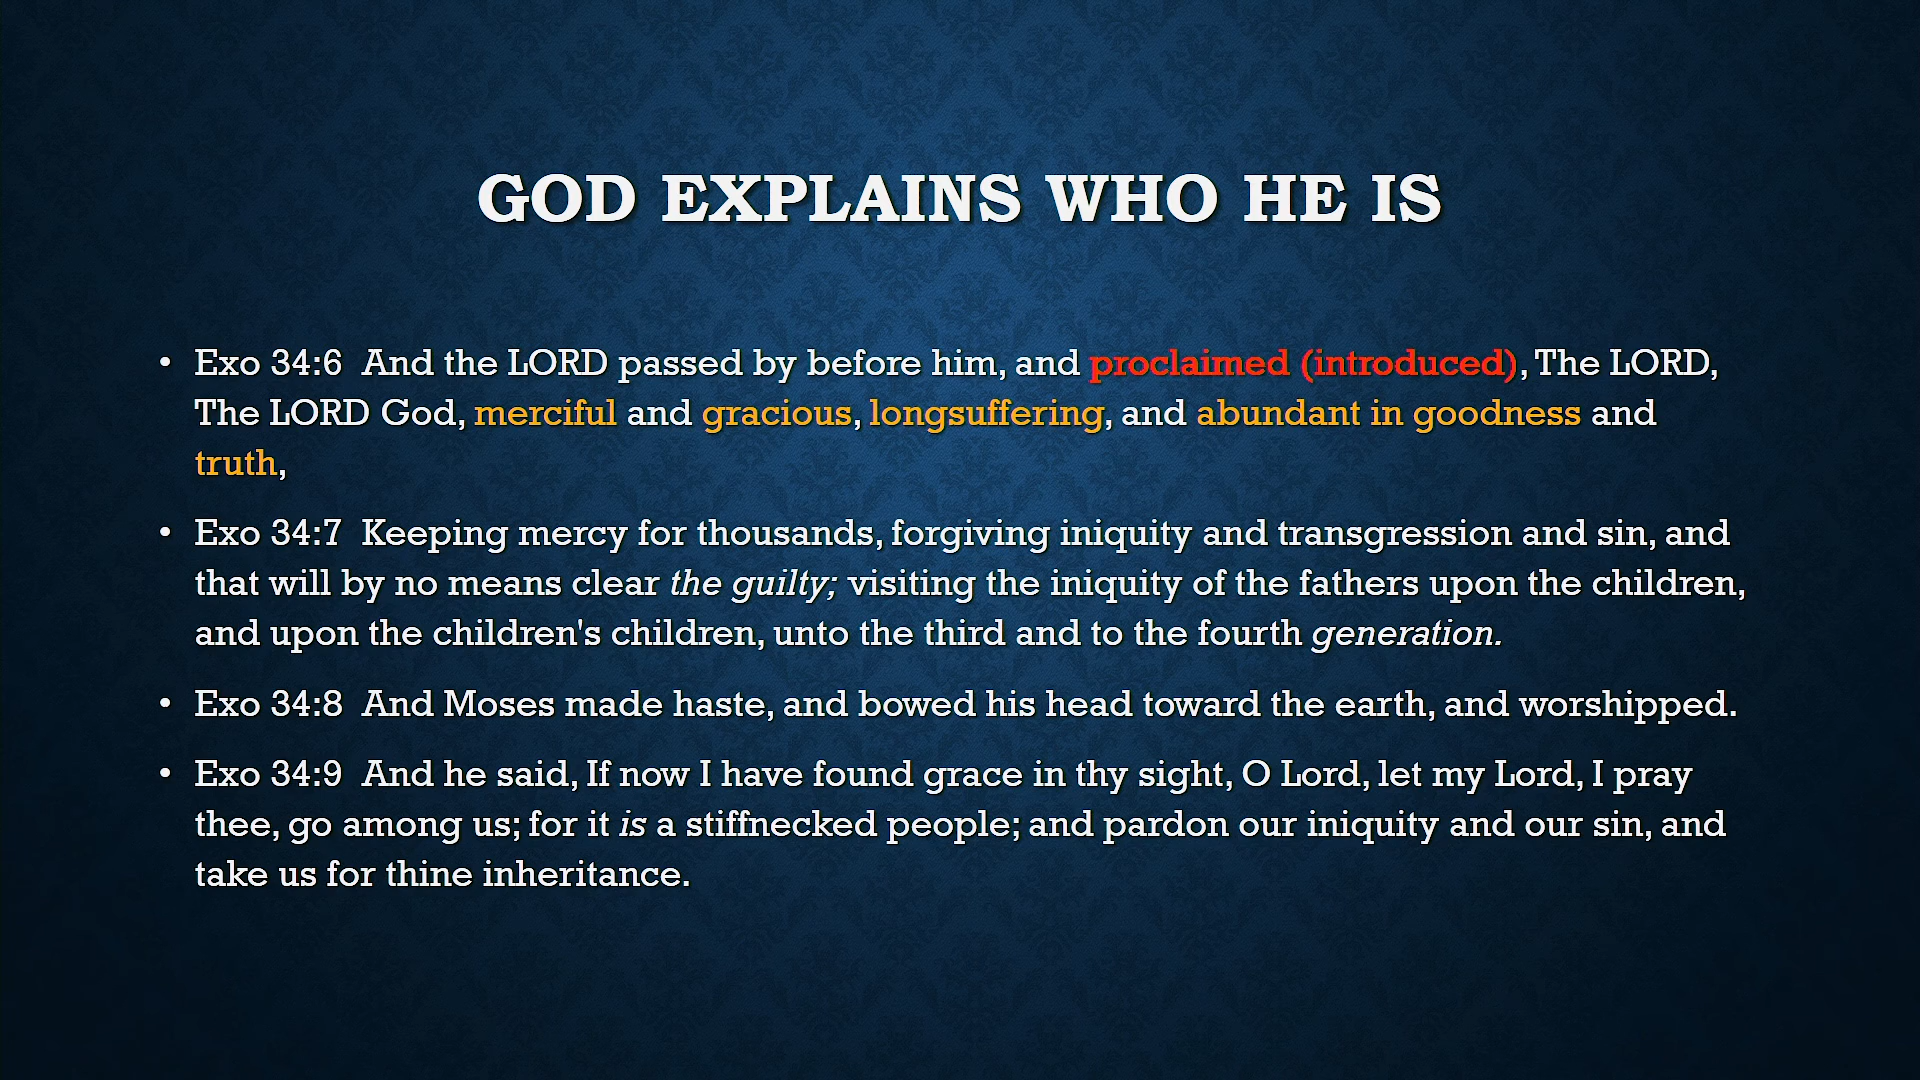 GOD EXPLAINS WHO HE IS
• Exo 34:6  And the LORD passed by before him, and proclaimed (introduced), The LORD,
The LORD God, merciful and gracious, longsuffering, and abundant in goodness and
truth,
• Exo 34:7  Keeping mercy for thousands, forgiving iniquity and transgression and sin, and
that will by no means clear the guilty; visiting the iniquity of the fathers upon the children,
and upon the children's children, unto the third and to the fourth generation.
• Exo 34:8  And Moses made haste, and bowed his head toward the earth, and worshipped.
• Exo 34:9  And he said, If now I have found grace in thy sight, O Lord, let my Lord, I pray
thee, go among us; for it is a stiffnecked people; and pardon our iniquity and our sin, and
take us for thine inheritance.